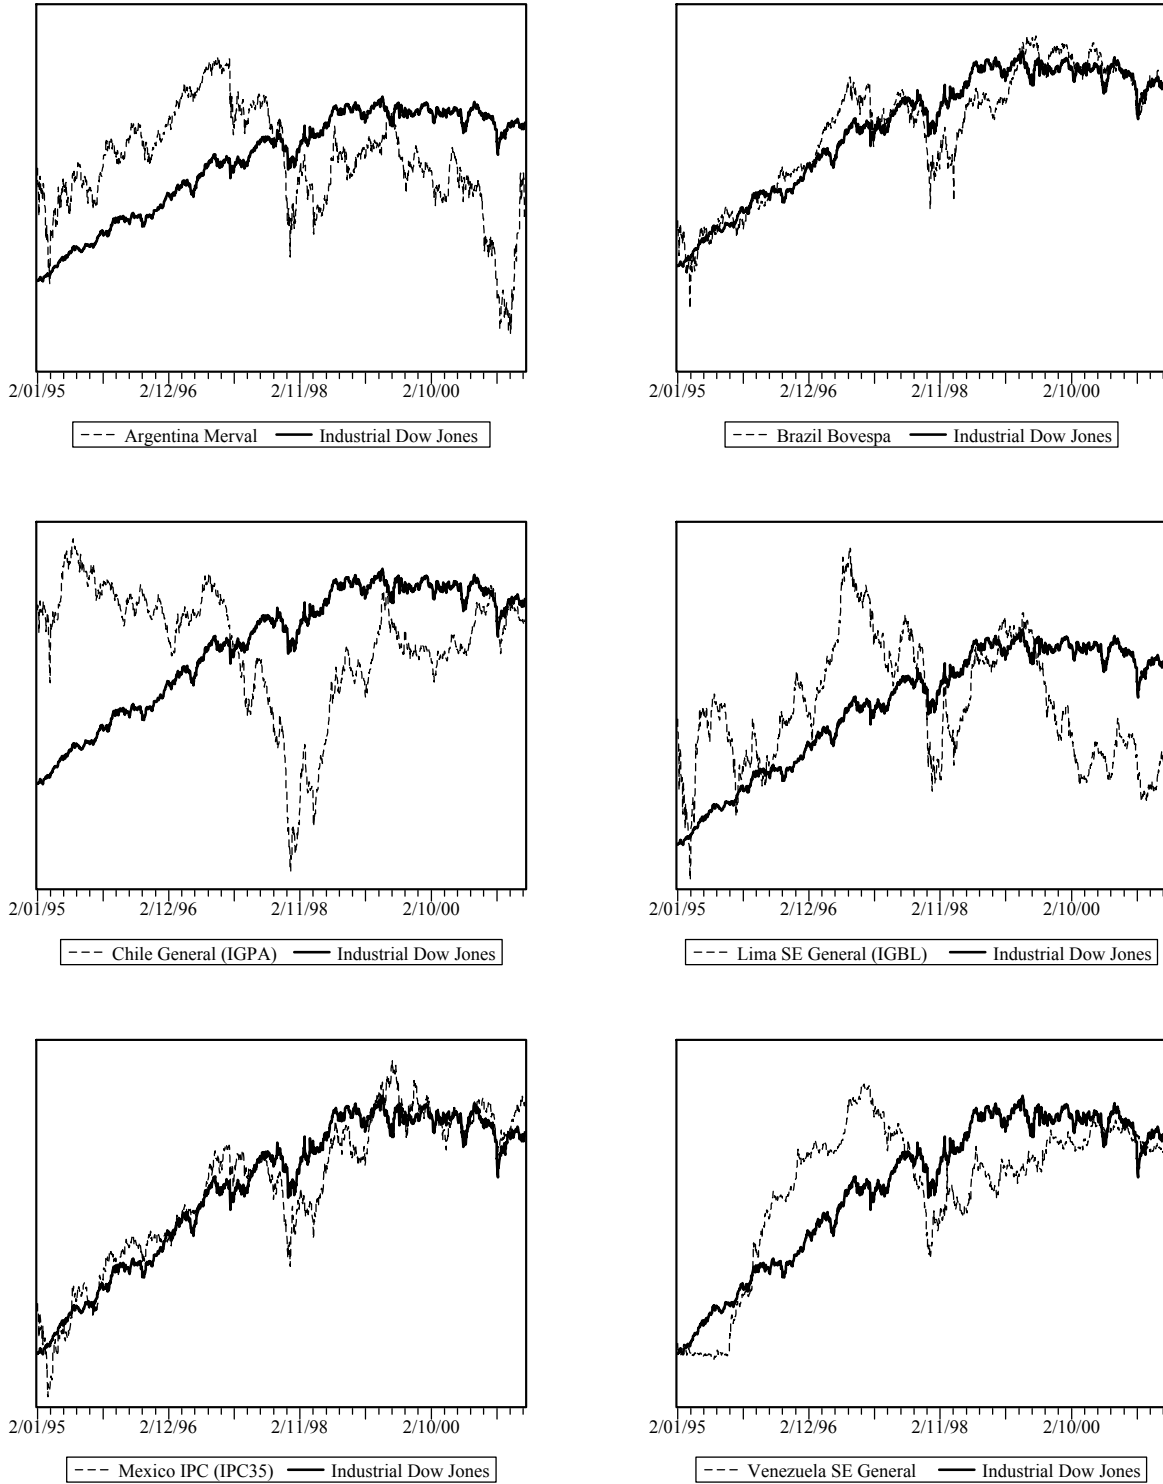 2/01/95 2/12/96 2/11/98 2/10/00
Argentina Merval Industrial Dow Jones
2/01/95 2/12/96 2/11/98 2/10/00
Brazil Bovespa Industrial Dow Jones
2/01/95 2/12/96 2/11/98 2/10/00
Chile General (IGPA) Industrial Dow Jones
2/01/95 2/12/96 2/11/98 2/10/00
Lima SE General (IGBL) Industrial Dow Jones
2/01/95 2/12/96 2/11/98 2/10/00
Mexico IPC (IPC35) Industrial Dow Jones
2/01/95 2/12/96 2/11/98 2/10/00
Venezuela SE General Industrial Dow Jones